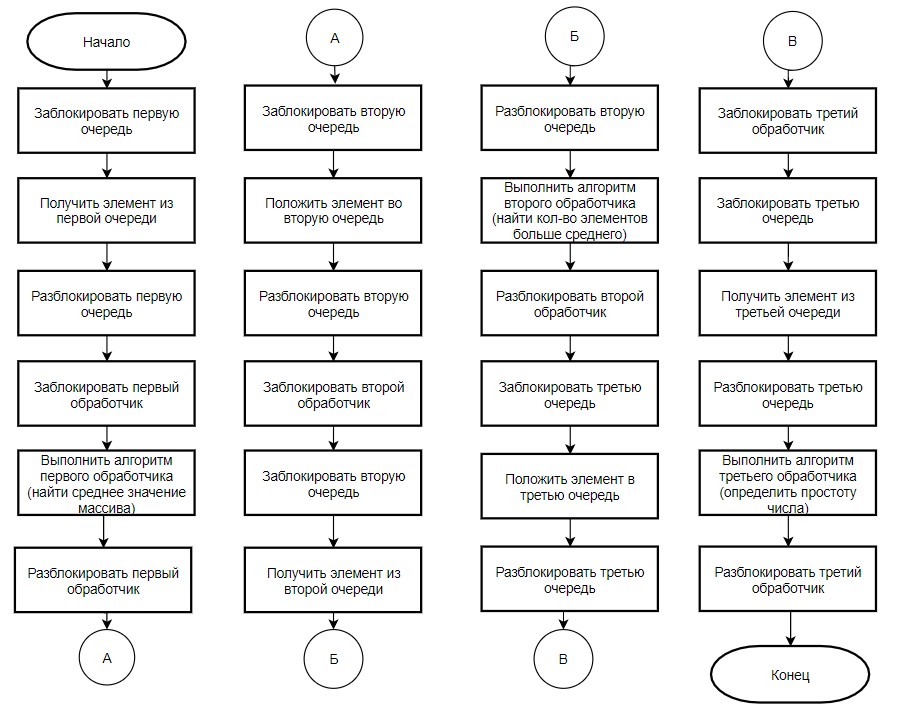 Начало
Заблокировать первую
очередь
Получить элемент из
первой очереди
Разблокировать первую
очередь
Заблокировать первый
обработчик
Выполнить алгоритм
первого обработчика
(найти среднее значение
массива)
Разблокировать первый
обработчик
А
А
Заблокировать вторую
очередь
Положить элемент во
вторую очередь
Разблокировать вторую
очередь
Заблокировать второй
обработчик
Заблокировать вторую
очередь
Получить элемент из
второй очереди
Б
Б
Разблокировать вторую
очередь
Выполнить алгоритм
второго обработчика
(найти кол-во элементов
больше среднего)
Разблокировать второй
обработчик
Заблокировать третью
очередь
Положить элемент в
третью очередь
Разблокировать третью
очередь
В
В
Заблокировать третий
обработчик
Заблокировать третью
очередь
Получить элемент из
третьей очереди
Разблокировать третью
очередь
Выполнить алгоритм
третьего обработчика
(определить простоту
числа)
Разблокировать третий
обработчик
Конец